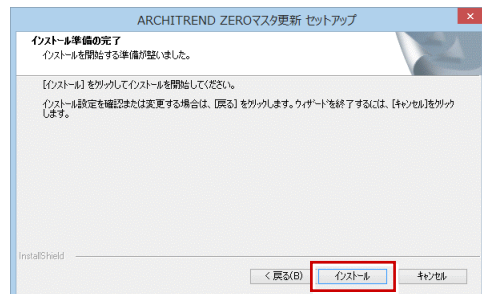 ARCHITREND ZEROマスタ更新 セットアップ
インストール準備の完了
インストールを開始する準備が整いました。
[インストール] をクリックしてインストールを開始してください。
インストール設定を確認または変更する場合は、[戻る] をクリックします。ウィザードを終了するには、[キャンセル]をクリック
します。
InstallShield
< 戻る(B)
インストール
キャンセル